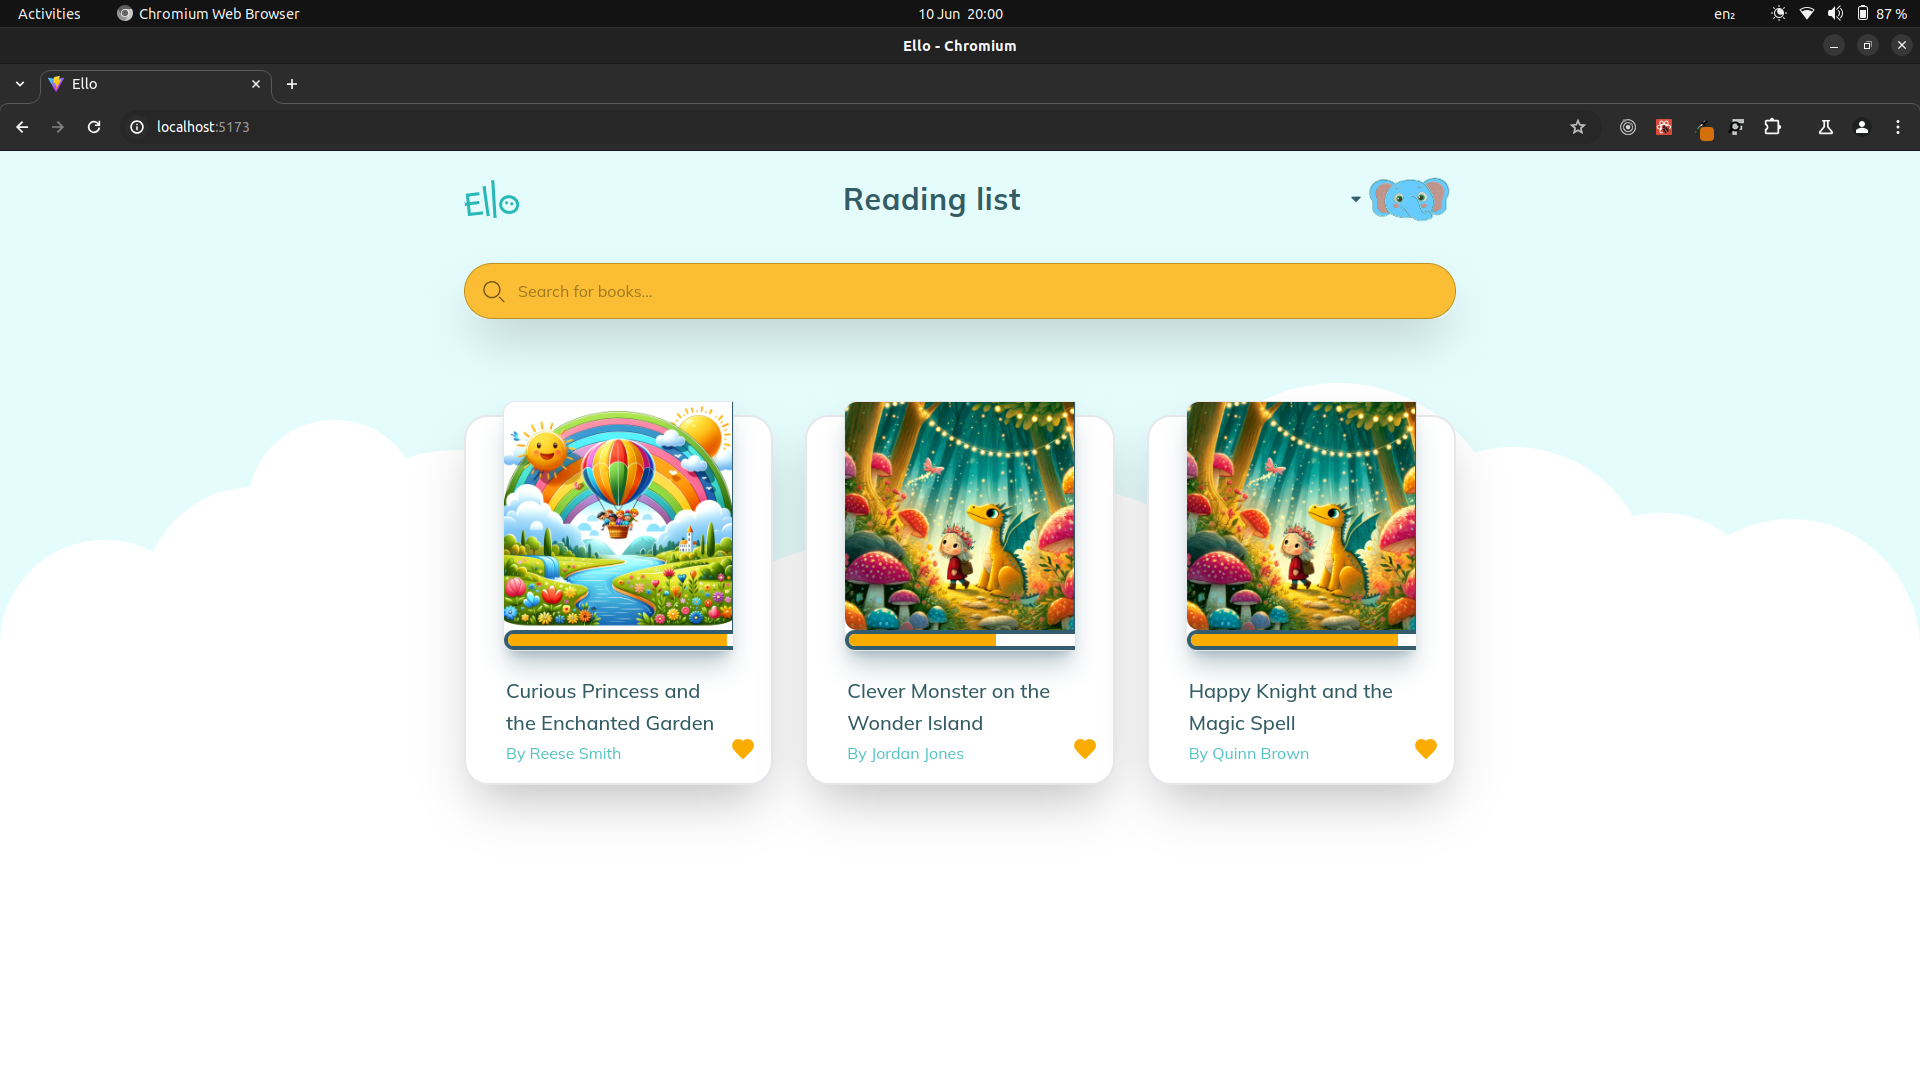 Activities
Chromium Web Browser
10 Jun 20:00
en₂
87 %
Ello - Chromium
Ello
localhost:5173
Ello
Reading list
Search for books...
Curious Princess and
the Enchanted Garden
By Reese Smith
Clever Monster on the
Wonder Island
By Jordan Jones
Happy Knight and the
Magic Spell
By Quinn Brown